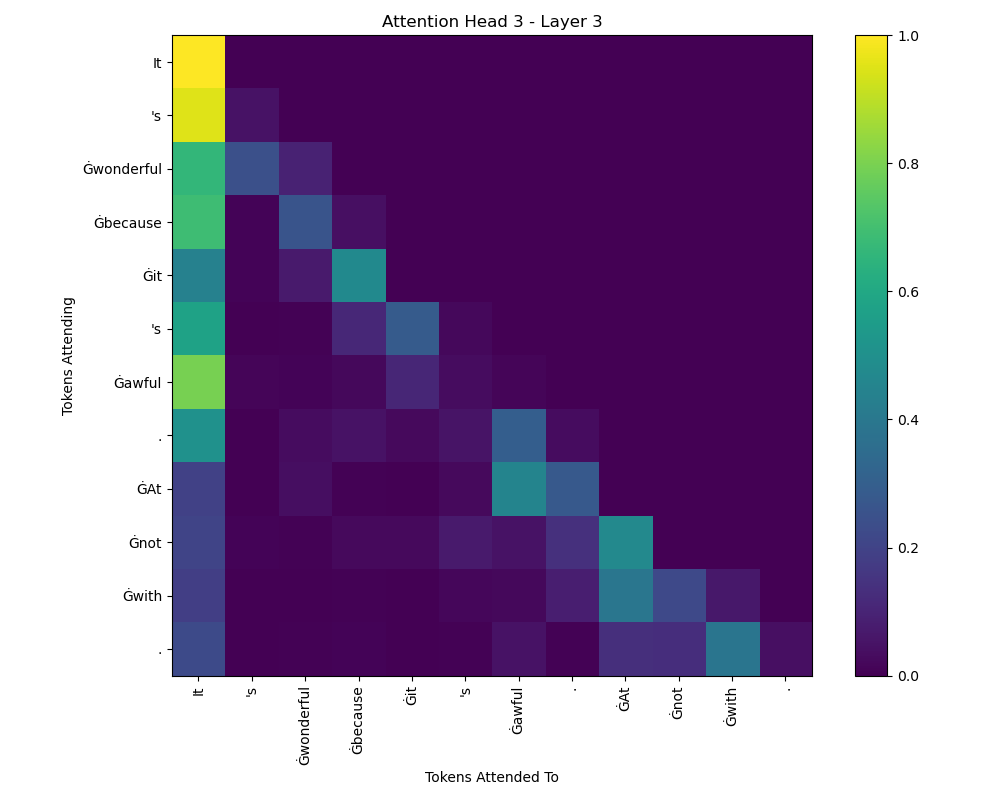 Attention Head 3 - Layer 3
It
's
Ġwonderful
Ġbecause
Ġit
's
Ġawful
.
ĠAt
Ġnot
Ġwith
.
Tokens Attending
It
's
Ġwonderful
Ġbecause
Ġit
's
Ġawful
.
ĠAt
Ġnot
Ġwith
.
Tokens Attended To
1.0
0.8
0.6
0.4
0.2
0.0